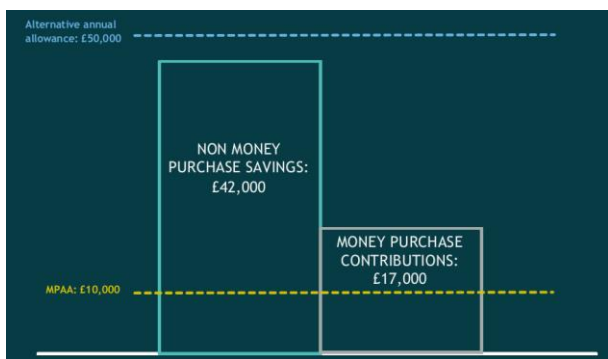 Alternative annual
allowance: £50,000
NON MONEY
PURCHASE SAVINGS:
£42,000
MONEY PURCHASE
CONTRIBUTIONS:
£17,000
MPAA: £10,000